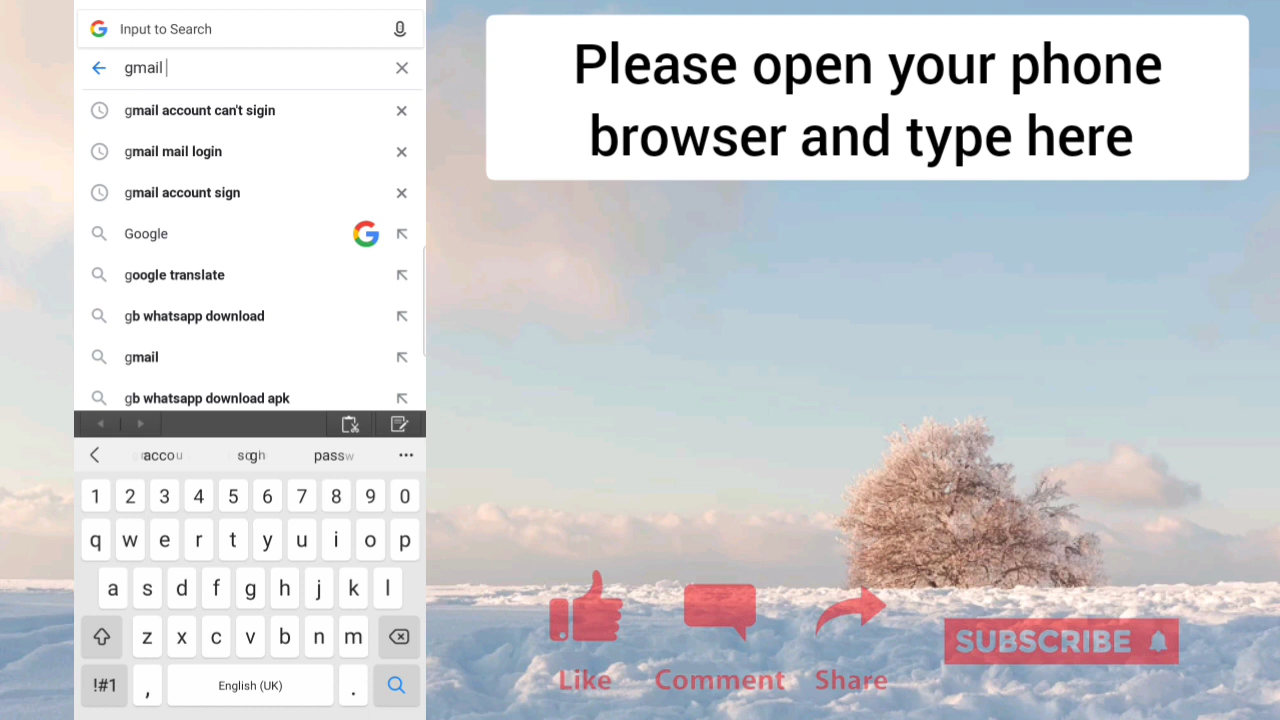 Input to Search
gmail
gmail account can't sigin
gmail mail login
gmail account sign
Google
google translate
gb whatsapp download
gmail
gb whatsapp download apk
1 2 3 4 5 6 7 8 9 0
q w e r t y u i o p
a s d f g h j k l
z x c v b n m
!#1 , English (UK) .
Please open your phone
browser and type here
Like Comment Share SUBSCRIBE